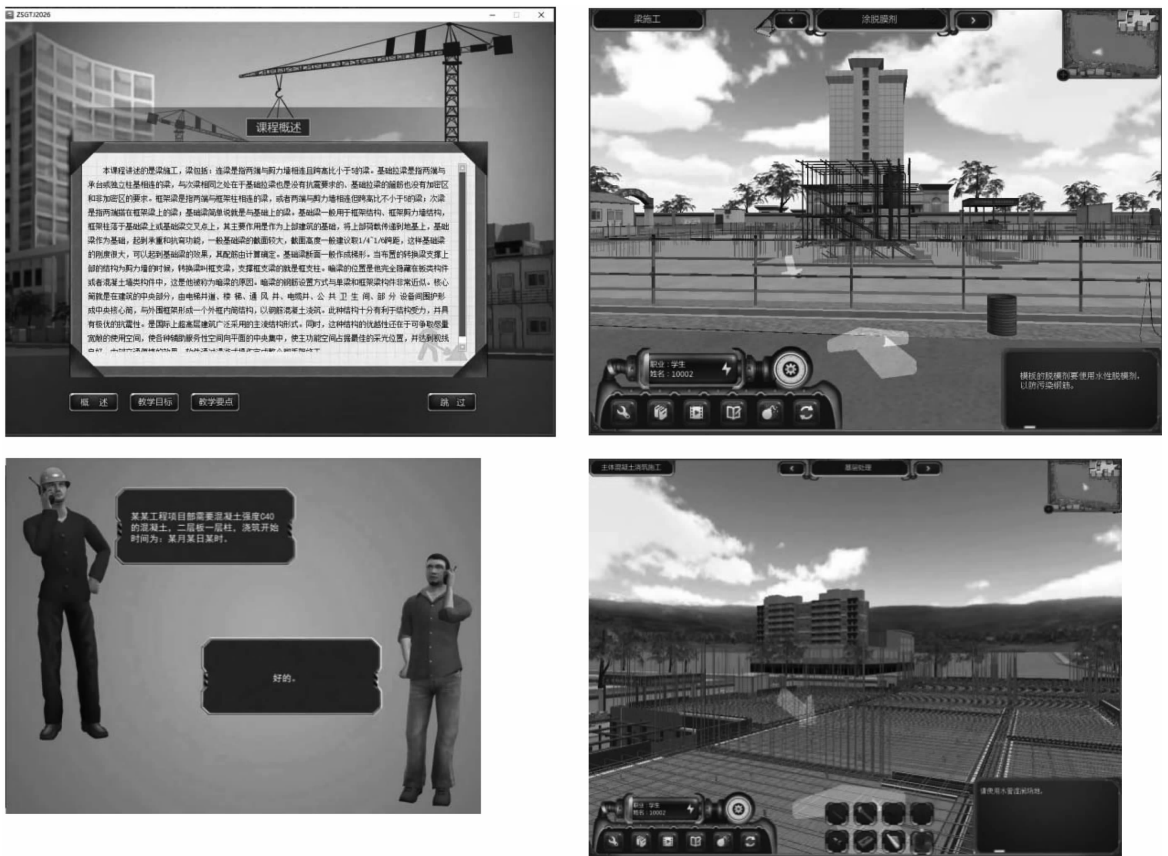 ZSGTJ2026
课程概述
本课程讲述的是梁施工，梁包括：连梁是指两端与剪力墙相连且跨高比小于5的梁。基础拉梁是指两端与
承台或独立柱基相连的梁，与次梁相同之处在于基础拉梁也是没有抗震要求的、基础拉梁的箍筋也没有加密区
和非加密区的要求。框架梁是指两端与框架柱相连的梁，或者两端与剪力墙相连但跨高比不小于5的梁；次梁
是指两端搭在框架梁上的梁；基础梁简单说就是与基础上的梁。基础梁一般用于框架结构、框架剪力墙结构，
框架柱落于基础梁上或基础梁交叉点上，其主要作用是作为上部建筑的基础，将上部荷载传递到地基上，基础
梁作为基础，起到承重和抗弯功能，一般基础梁的截面较大，截面高度一般建议取1/4~1/6跨距，这样基础梁
的刚度很大，可以起到基础梁的效果，其配筋由计算确定。基础梁断面一般作成梯形。当布置的转换梁支撑上
部的结构为剪力墙的时候，转换梁叫框支梁，支撑框支梁的就是框支柱。暗梁的位置是他完全隐藏在板类构件
或者混凝土墙类构件中，这是他被称为暗梁的原因。暗梁的钢筋设置方式与单梁和框架梁构件非常近似。核心
筒就是在建筑的中央部分，由电梯井道、楼梯、通风井、电缆井、公共卫生间、部分设备间围护形
成中央核心筒，与外围框架形成一个外框内筒结构，以钢筋混凝土浇筑。此种结构十分有利于结构受力，并具
有极优的抗震性。是国际上超高层建筑广泛采用的主流结构形式。同时，这种结构的优越性还在于可争取尽量
宽敞的使用空间，使各种辅助服务性空间向平面的中央集中，使主功能空间占据最佳的采光位置，并达到视线
概述
教学目标
教学要点
跳过
梁施工
涂脱膜剂
职业：学生
姓名：10002
模板的脱模剂要使用水性脱模剂，
以防污染钢筋。
某某工程项目部需要混凝土强度C40
的混凝土，二层板一层柱，浇筑开始
时间为：某月某日某时。
好的。
主体混凝土浇筑施工
基层处理
职业：学生
姓名：10002
请使用水管湿润场地。